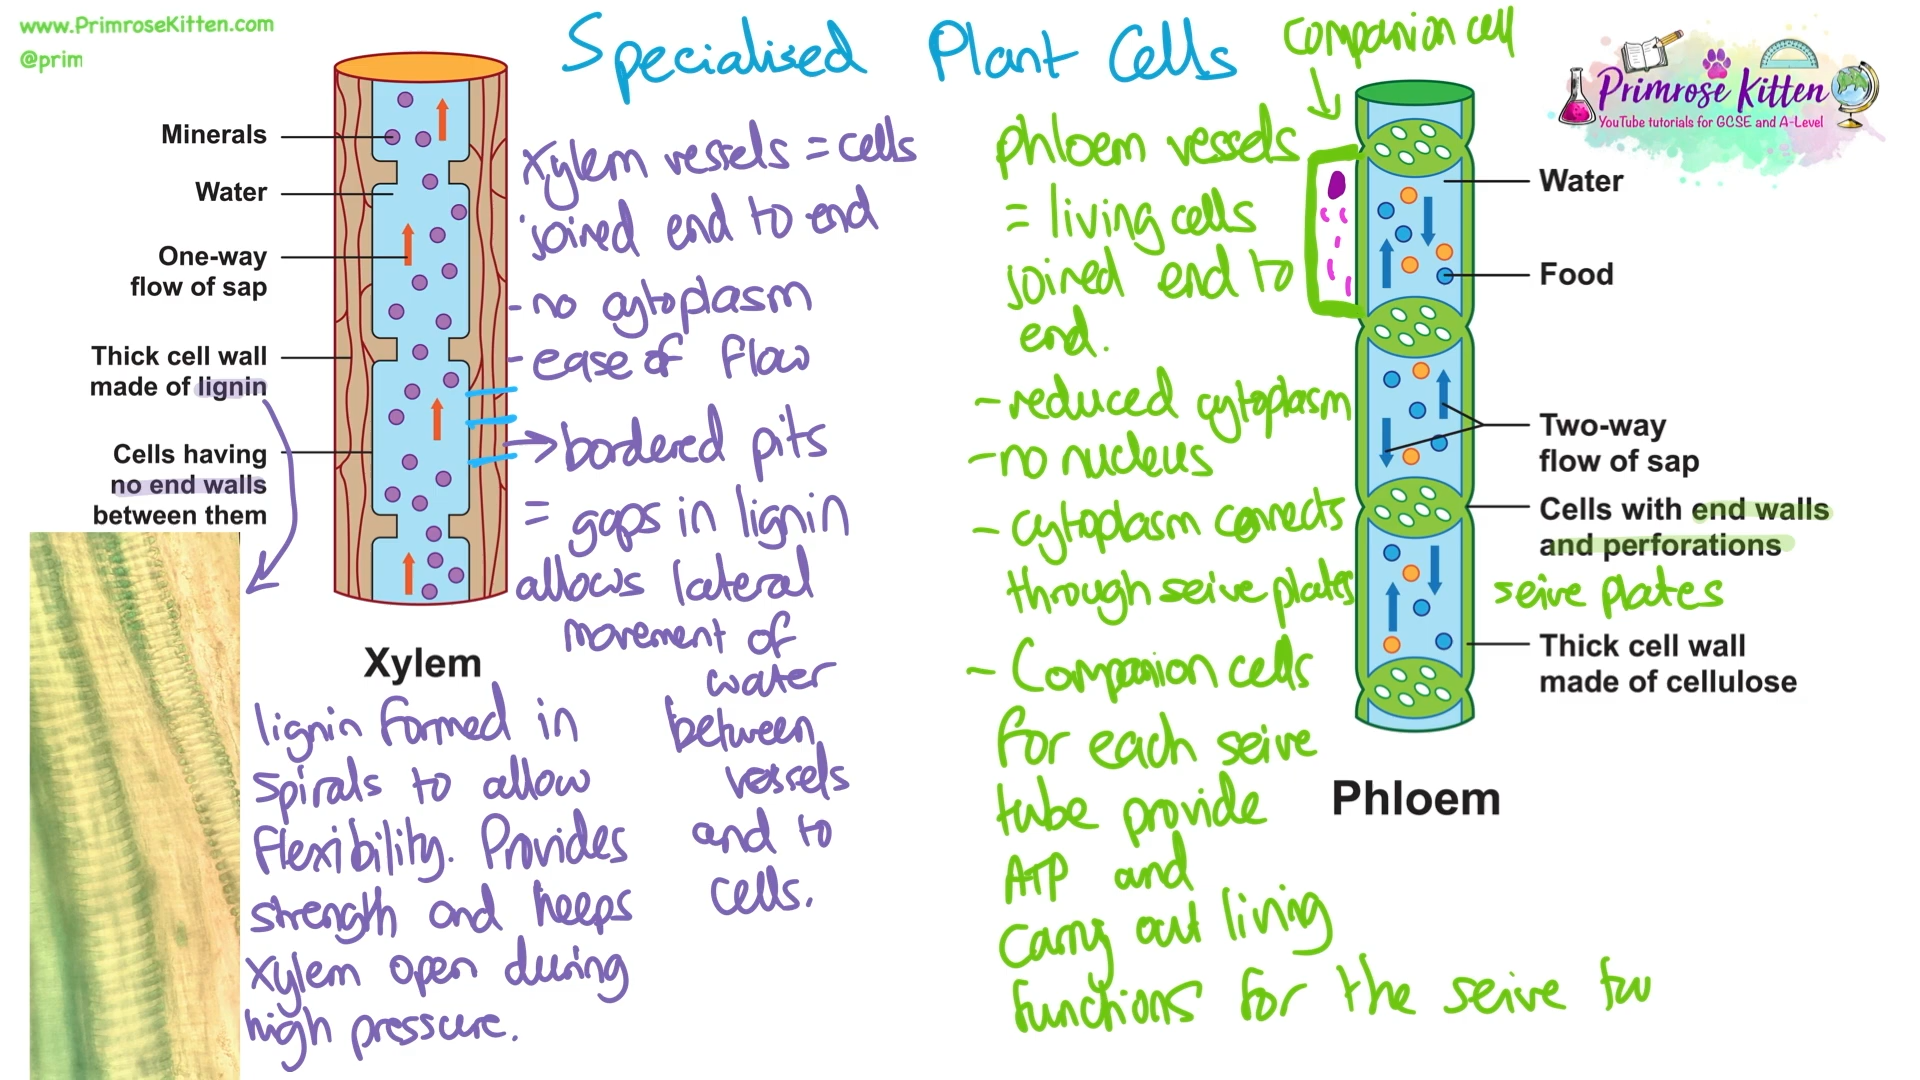 www.PrimroseKitten.com
@prim
Specialised Plant Cells
Companion cell
Primrose Kitten
YouTube tutorials for GCSE and A-Level
Minerals
Water
One-way
flow of sap
Thick cell wall
made of lignin
Cells having
no end walls
between them
Xylem
xylem vessels = cells
joined end to end
- no cytoplasm
- ease of flow
→ bordered pits
= gaps in lignin
allows lateral
movement of
water
between
vessels
and to
cells.
lignin formed in
spirals to allow
flexibility. Provides
strength and keeps
xylem open during
high pressure.
phloem vessels
= living cells
joined end to
end.
- reduced cytoplasm
- no nucleus
- cytoplasm connects
through seive plates
- Companion cells
for each seive
tube provide
ATP and
carry out living
functions for the seive tu
Water
Food
Two-way
flow of sap
Cells with end walls
and perforations
seive plates
Thick cell wall
made of cellulose
Phloem